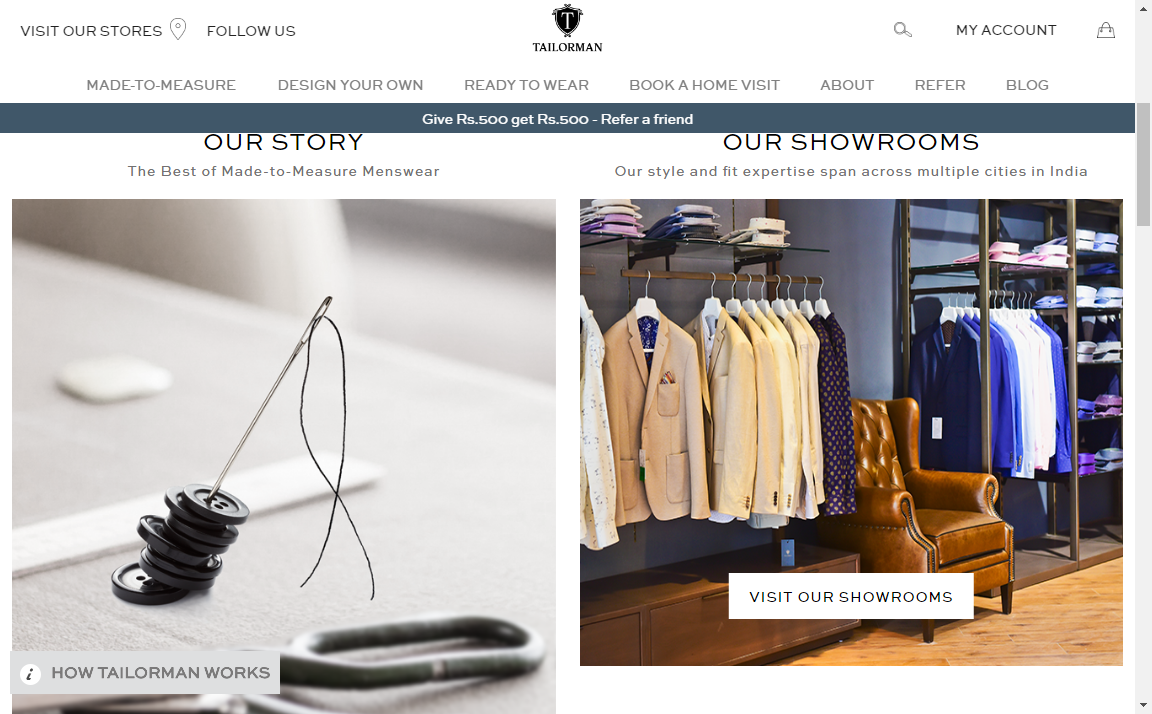 VISIT OUR STORES
FOLLOW US
T
TAILORMAN
MY ACCOUNT
MADE-TO-MEASURE
DESIGN YOUR OWN
READY TO WEAR
BOOK A HOME VISIT
ABOUT
REFER
BLOG
Give Rs.500 get Rs.500 - Refer a friend
OUR STORY
The Best of Made-to-Measure Menswear
OUR SHOWROOMS
Our style and fit expertise span across multiple cities in India
VISIT OUR SHOWROOMS
i HOW TAILORMAN WORKS